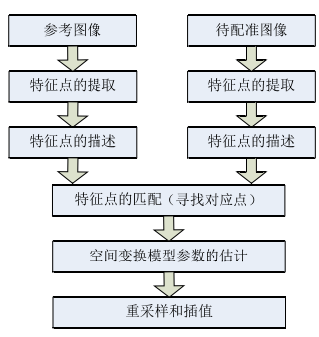 参考图像
待配准图像
特征点的提取
特征点的提取
特征点的描述
特征点的描述
特征点的匹配（寻找对应点）
空间变换模型参数的估计
重采样和插值